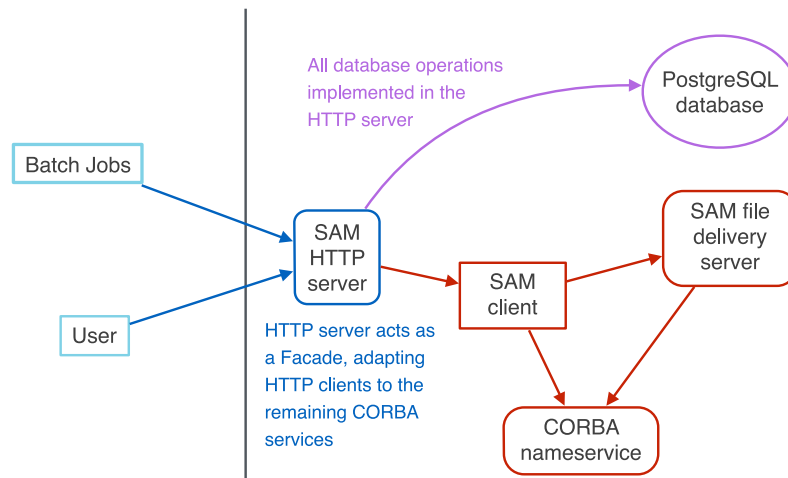 All database operations
implemented in the
HTTP server
PostgreSQL
database
Batch Jobs
SAM
HTTP
server
SAM file
delivery
server
SAM
client
User
HTTP server acts as
a Facade, adapting
HTTP clients to the
remaining CORBA
services
CORBA
nameservice